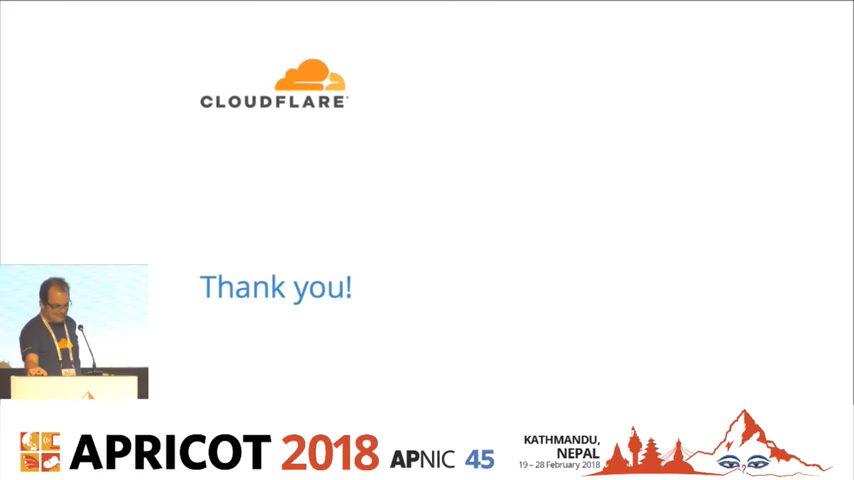 CLOUDFLARE
Thank you!
APRICOT 2018 APNIC 45
KATHMANDU,
NEPAL
19 – 28 February 2018